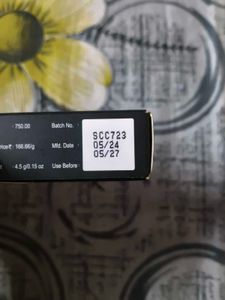 : 750.00 Batch No. : SCC723
: 166.66/g Mfd. Date : 05/24
: 4.5 g/0.15 oz Use Before : 05/27